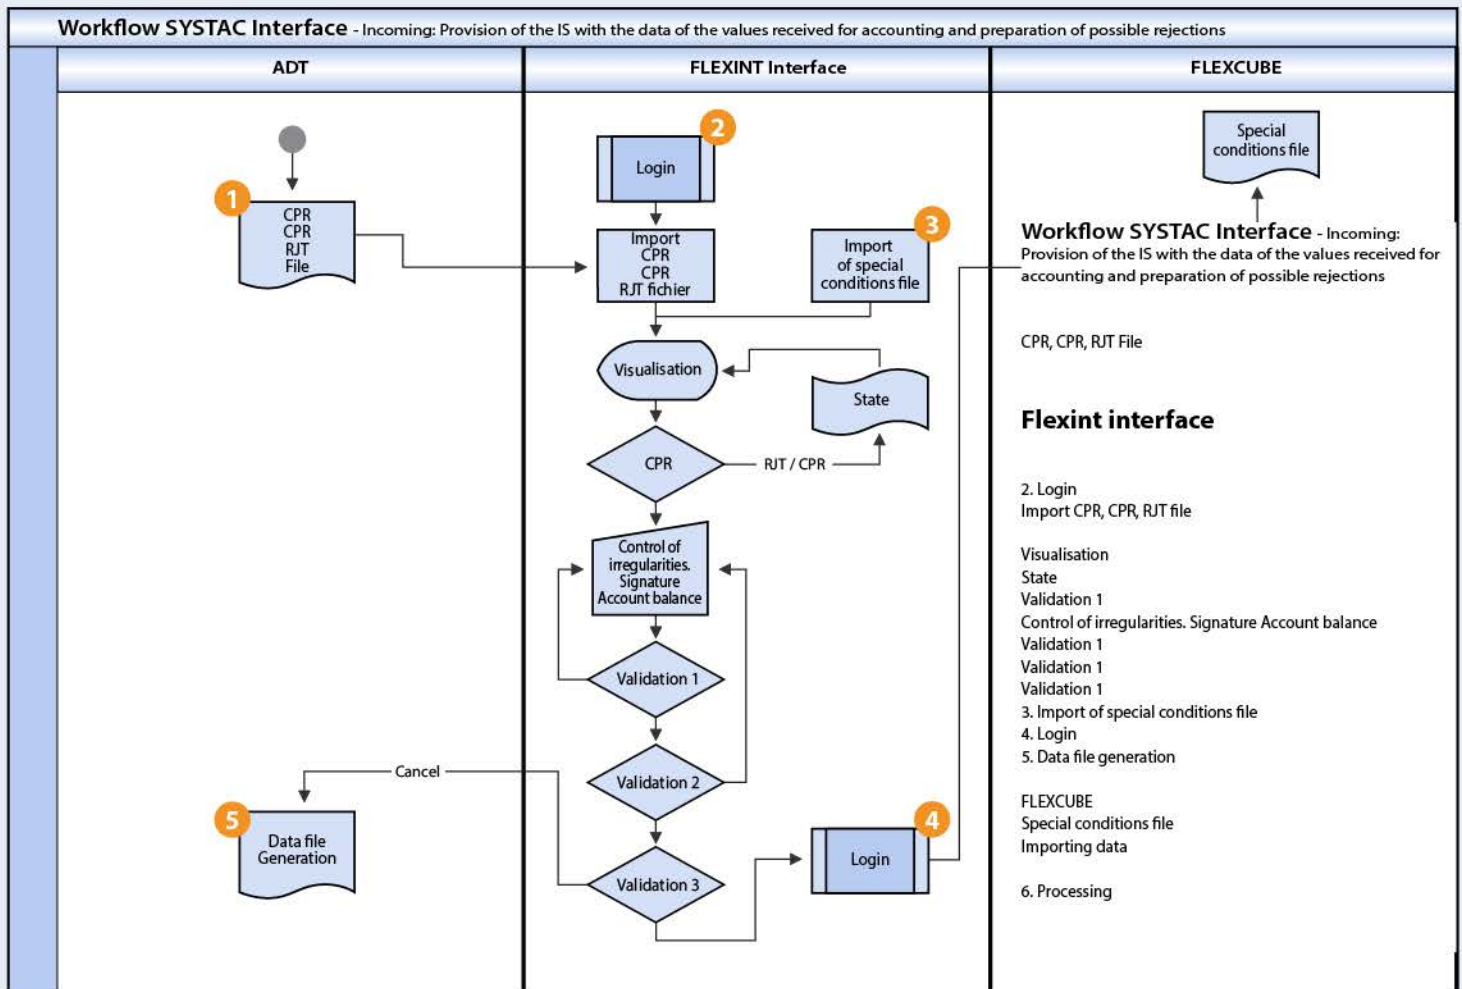 Workflow SYSTAC Interface - Incoming: Provision of the IS with the data of the values received for accounting and preparation of possible rejections
ADT
FLEXINT Interface
FLEXCUBE
1
CPR
CPR
RJT
File
2
Login
Import
CPR
CPR
RJT fichier
3
Import
of special
conditions file
Visualisation
State
CPR
RJT / CPR
Control of
irregularities.
Signature
Account balance
Validation 1
Validation 2
Cancel
5
Data file
Generation
Validation 3
4
Login
Special
conditions file
Workflow SYSTAC Interface - Incoming:
Provision of the IS with the data of the values received for
accounting and preparation of possible rejections
CPR, CPR, RJT File
Flexint interface
2. Login
Import CPR, CPR, RJT file
Visualisation
State
Validation 1
Control of irregularities. Signature Account balance
Validation 1
Validation 1
Validation 1
3. Import of special conditions file
4. Login
5. Data file generation
FLEXCUBE
Special conditions file
Importing data
6. Processing